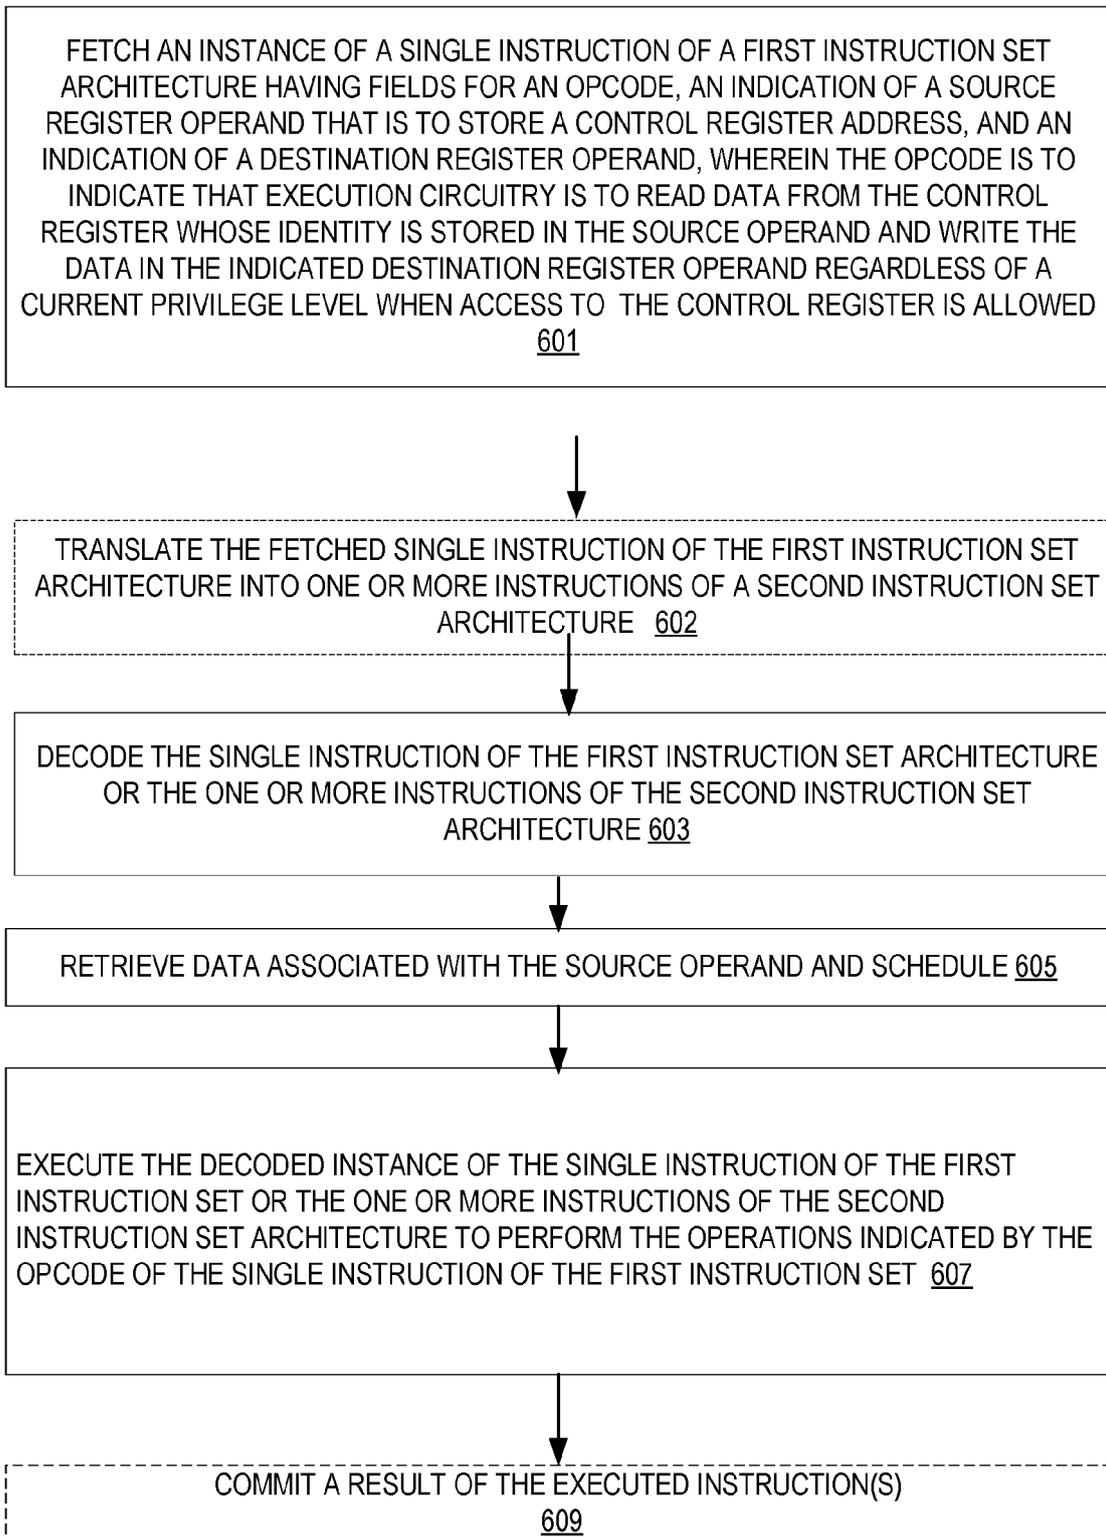 FETCH AN INSTANCE OF A SINGLE INSTRUCTION OF A FIRST INSTRUCTION SET
ARCHITECTURE HAVING FIELDS FOR AN OPCODE, AN INDICATION OF A SOURCE
REGISTER OPERAND THAT IS TO STORE A CONTROL REGISTER ADDRESS, AND AN
INDICATION OF A DESTINATION REGISTER OPERAND, WHEREIN THE OPCODE IS TO
INDICATE THAT EXECUTION CIRCUITRY IS TO READ DATA FROM THE CONTROL
REGISTER WHOSE IDENTITY IS STORED IN THE SOURCE OPERAND AND WRITE THE
DATA IN THE INDICATED DESTINATION REGISTER OPERAND REGARDLESS OF A
CURRENT PRIVILEGE LEVEL WHEN ACCESS TO THE CONTROL REGISTER IS ALLOWED
601
TRANSLATE THE FETCHED SINGLE INSTRUCTION OF THE FIRST INSTRUCTION SET
ARCHITECTURE INTO ONE OR MORE INSTRUCTIONS OF A SECOND INSTRUCTION SET
ARCHITECTURE 602
DECODE THE SINGLE INSTRUCTION OF THE FIRST INSTRUCTION SET ARCHITECTURE
OR THE ONE OR MORE INSTRUCTIONS OF THE SECOND INSTRUCTION SET
ARCHITECTURE 603
RETRIEVE DATA ASSOCIATED WITH THE SOURCE OPERAND AND SCHEDULE 605
EXECUTE THE DECODED INSTANCE OF THE SINGLE INSTRUCTION OF THE FIRST
INSTRUCTION SET OR THE ONE OR MORE INSTRUCTIONS OF THE SECOND
INSTRUCTION SET ARCHITECTURE TO PERFORM THE OPERATIONS INDICATED BY THE
OPCODE OF THE SINGLE INSTRUCTION OF THE FIRST INSTRUCTION SET 607
COMMIT A RESULT OF THE EXECUTED INSTRUCTION(S)
609